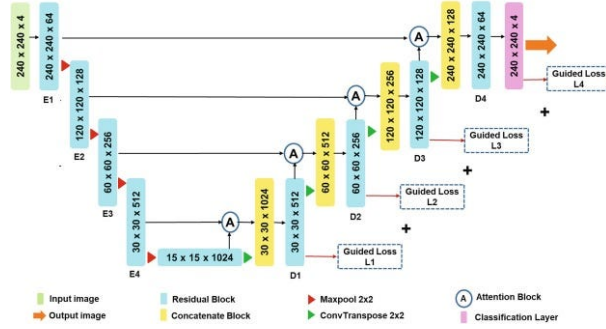 240 x 240 x 4
240 x 240 x 64
E1
120 x 120 x 128
E2
60 x 60 x 256
E3
30 x 30 x 512
E4
15 x 15 x 1024
A
30 x 30 x 1024
30 x 30 x 512
D1
A
60 x 60 x 512
60 x 60 x 256
D2
A
120 x 120 x 256
120 x 120 x 128
D3
A
240 x 240 x 128
240 x 240 x 64
D4
240 x 240 x 4
Guided Loss
L4
+
Guided Loss
L3
+
Guided Loss
L2
+
Guided Loss
L1
Input image
Residual Block
Maxpool 2x2
A Attention Block
Output image
Concatenate Block
ConvTranspose 2x2
Classification Layer